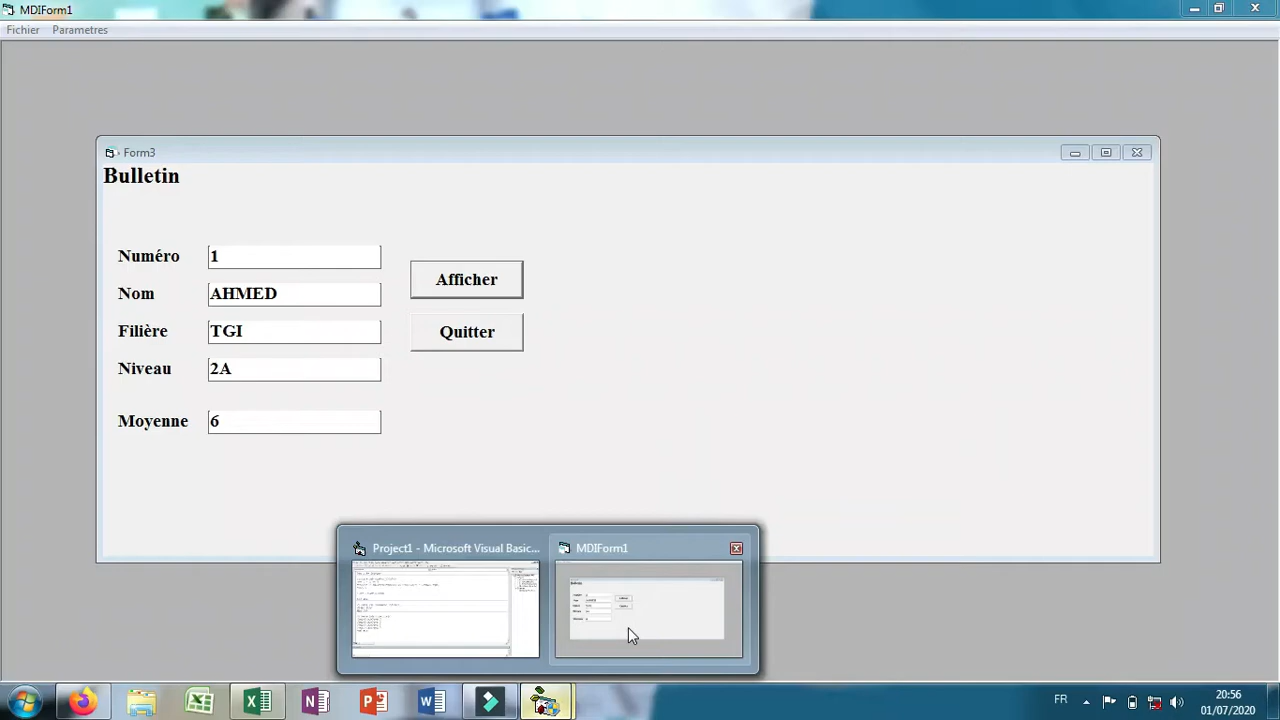 MDIForm1
Fichier Parametres
Form3
Bulletin
Numéro 1
Afficher
Nom AHMED
Filière TGI
Quitter
Niveau 2A
Moyenne 6
Project1 - Microsoft Visual Basic...
MDIForm1
FR
20:56
01/07/2020